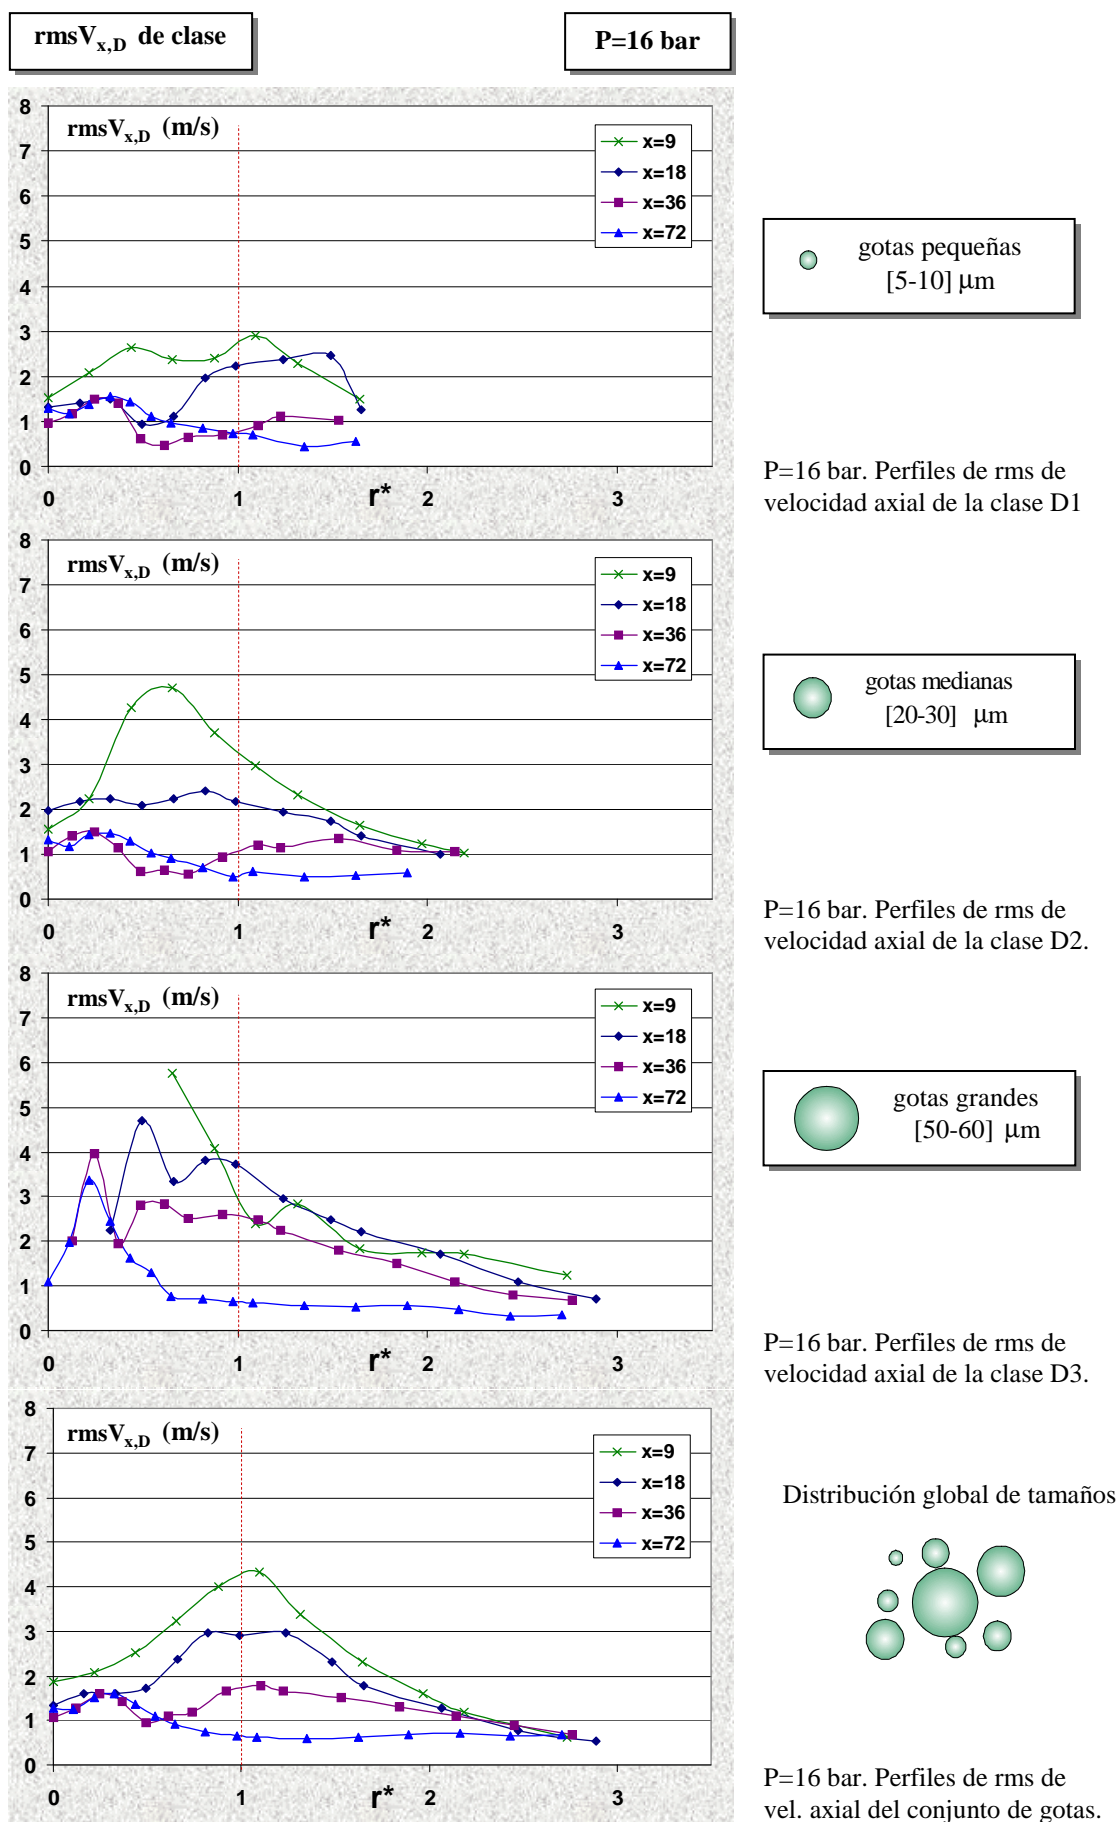 rmsVx,D de clase
P=16 bar
8
7
6
5
4
3
2
1
0
rmsVx,D (m/s)
x=9
x=18
x=36
x=72
0 1 r* 2 3
gotas pequeñas
[5-10] μm
P=16 bar. Perfiles de rms de
velocidad axial de la clase D1
8
7
6
5
4
3
2
1
0
rmsVx,D (m/s)
x=9
x=18
x=36
x=72
0 1 r* 2 3
gotas medianas
[20-30] μm
P=16 bar. Perfiles de rms de
velocidad axial de la clase D2.
8
7
6
5
4
3
2
1
0
rmsVx,D (m/s)
x=9
x=18
x=36
x=72
0 1 r* 2 3
gotas grandes
[50-60] μm
P=16 bar. Perfiles de rms de
velocidad axial de la clase D3.
8
7
6
5
4
3
2
1
0
rmsVx,D (m/s)
x=9
x=18
x=36
x=72
0 1 r* 2 3
Distribución global de tamaños
P=16 bar. Perfiles de rms de
vel. axial del conjunto de gotas.